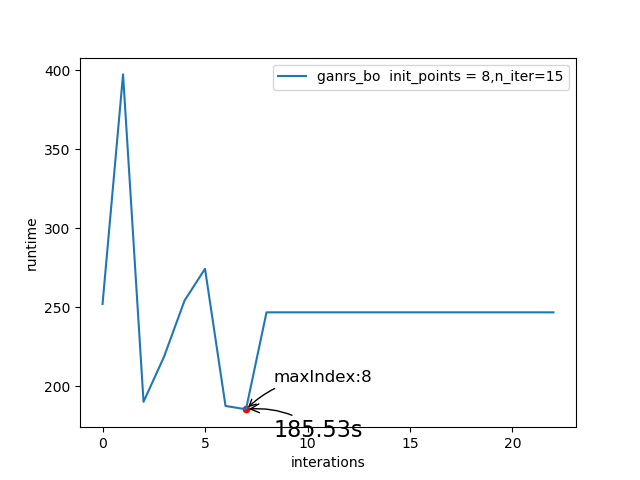 ganrs_bo  init_points = 8,n_iter=15
400
350
300
250
200
runtime
maxIndex:8
185.53s
0
5
10
15
20
interations